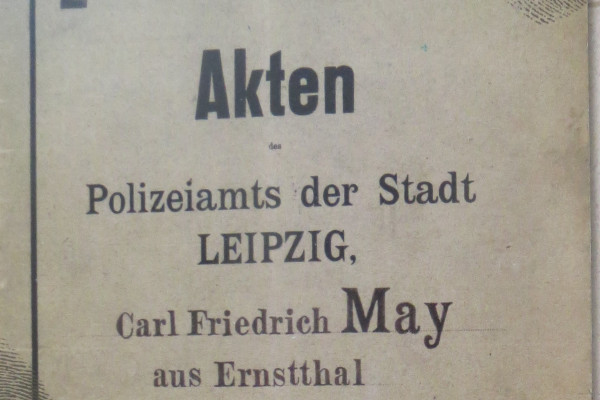 Akten
des
Polizeiamts der Stadt
LEIPZIG,
Carl Friedrich May
aus Ernstthal